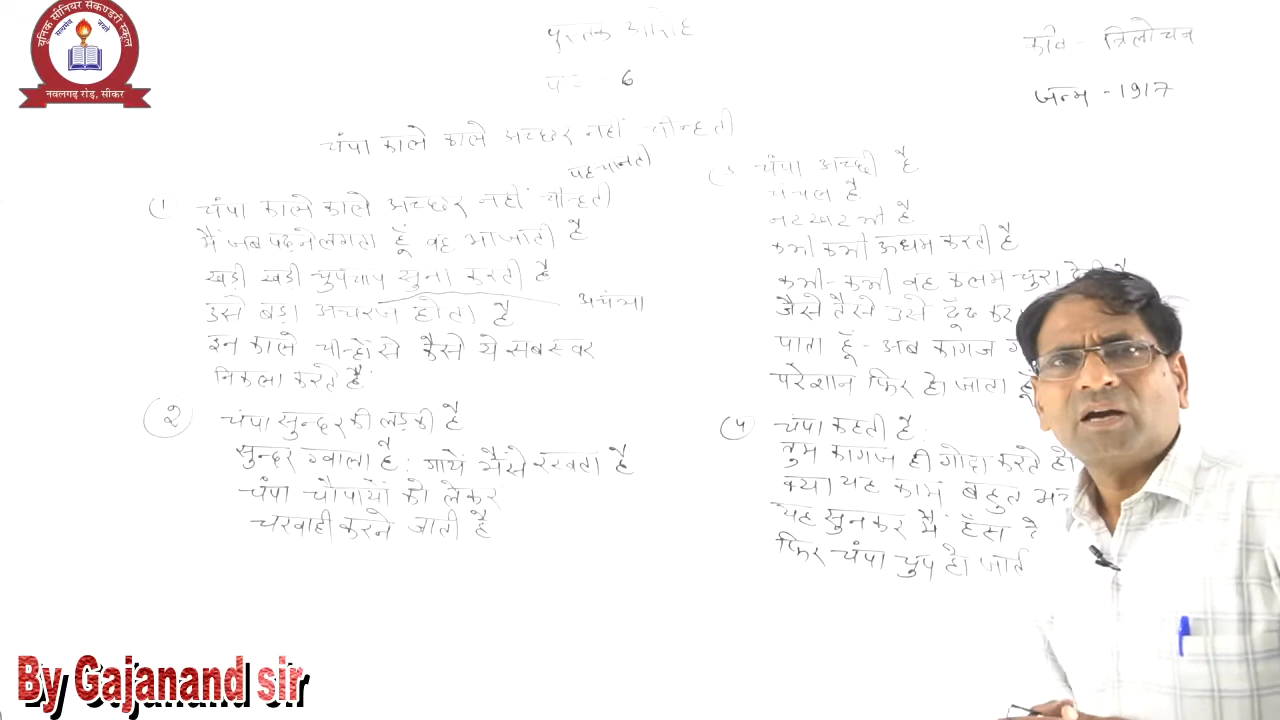 यूनिक सीनियर सैकण्डरी स्कूल
नवलगढ़ रोड़, सीकर
पुस्तक आरोह
6
कवि - त्रिलोचन
जन्म - 1917
चंपा काले काले अच्छर नहीं चीन्हती
पहचानती
(1 चंपा काले काले अच्छर नहीं चीन्हती
मैं जब पढ़ने लगता हूँ वह आ जाती है
खड़ी खड़ी चुपचाप सुना करती है
उसे बड़ा अचरज होता है
अचंभा
इन काले चीन्हों से कैसे ये सब स्वर
निकला करते हैं
(2) चंपा सुन्दर की लड़की है
सुन्दर ग्वाला है : गायें भैंसे रखता है
चंपा चौपायों को लेकर
चरवाही करने जाती है
चंपा अच्छी है
चंचल है
नटखट भी है
कभी कभी ऊधम करती है
कभी - कभी वह कलम चुरा देती है
जैसे तैसे उसे ढूँढ कर
पाता हूँ - अब कागज
परेशान फिर हो जाता हूँ
चंपा कहती है :
तुम कागज ही गोदा करते हो
क्या यह काम बहुत
यह सुनकर मैं हँस
फिर चंपा चुप हो
By Gajanand sir